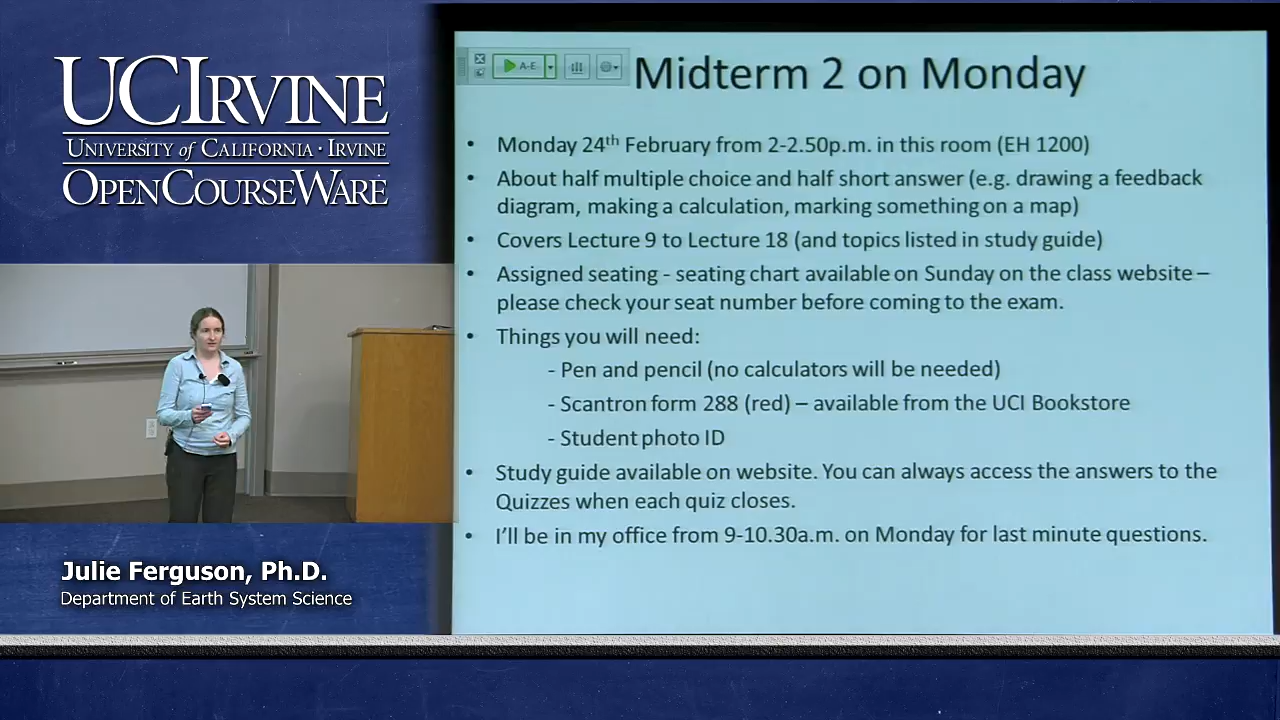 UCIRVINE
UNIVERSITY of CALIFORNIA · IRVINE
OPENCOURSEWARE
A-E
Midterm 2 on Monday
• Monday 24th February from 2-2.50p.m. in this room (EH 1200)
• About half multiple choice and half short answer (e.g. drawing a feedback
diagram, making a calculation, marking something on a map)
• Covers Lecture 9 to Lecture 18 (and topics listed in study guide)
• Assigned seating - seating chart available on Sunday on the class website –
please check your seat number before coming to the exam.
• Things you will need:
- Pen and pencil (no calculators will be needed)
- Scantron form 288 (red) – available from the UCI Bookstore
- Student photo ID
• Study guide available on website. You can always access the answers to the
Quizzes when each quiz closes.
• I'll be in my office from 9-10.30a.m. on Monday for last minute questions.
Julie Ferguson, Ph.D.
Department of Earth System Science